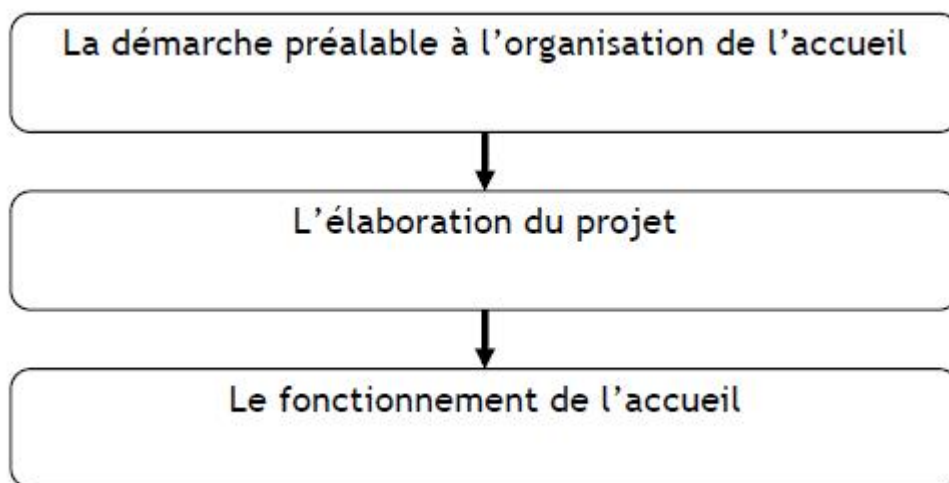 La démarche préalable à l’organisation de l’accueil
L’élaboration du projet
Le fonctionnement de l’accueil